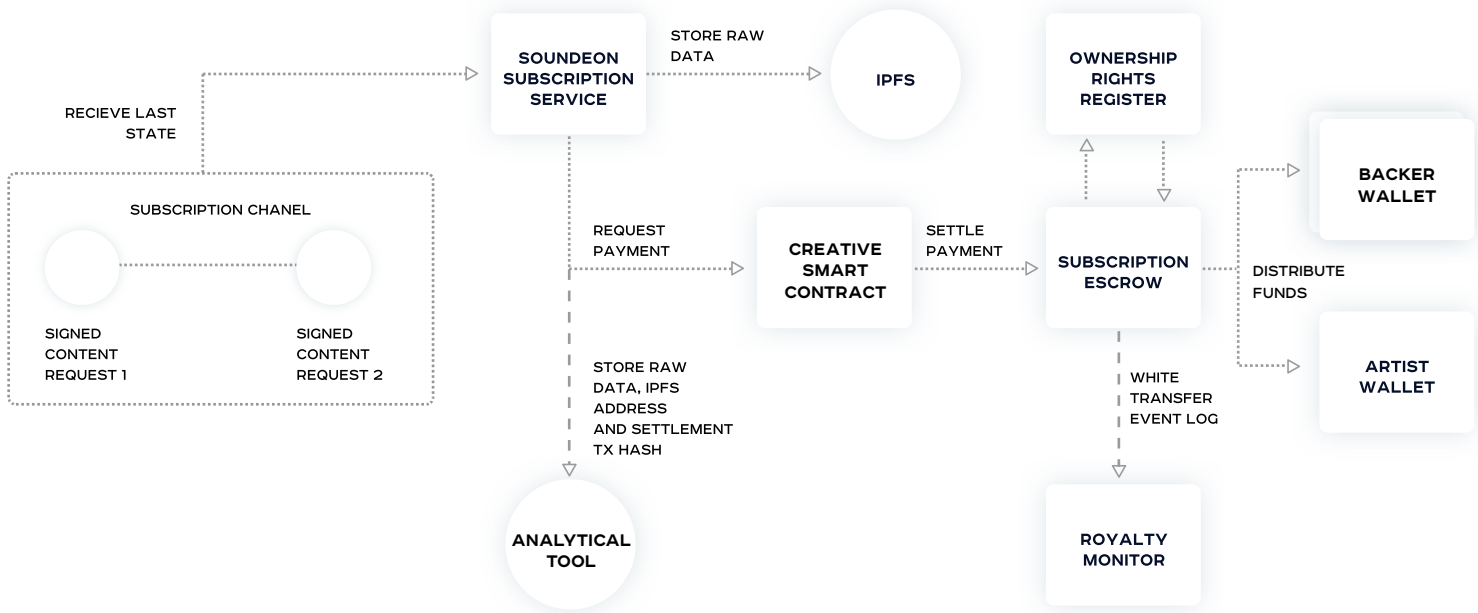 SOUNDEON
SUBSCRIPTION
SERVICE
STORE RAW
DATA
IPFS
OWNERSHIP
RIGHTS
REGISTER
RECIEVE LAST
STATE
SUBSCRIPTION CHANEL
SIGNED
CONTENT
REQUEST 1
SIGNED
CONTENT
REQUEST 2
REQUEST
PAYMENT
CREATIVE
SMART
CONTRACT
SETTLE
PAYMENT
SUBSCRIPTION
ESCROW
BACKER
WALLET
DISTRIBUTE
FUNDS
ARTIST
WALLET
STORE RAW
DATA, IPFS
ADDRESS
AND SETTLEMENT
TX HASH
WHITE
TRANSFER
EVENT LOG
ANALYTICAL
TOOL
ROYALTY
MONITOR